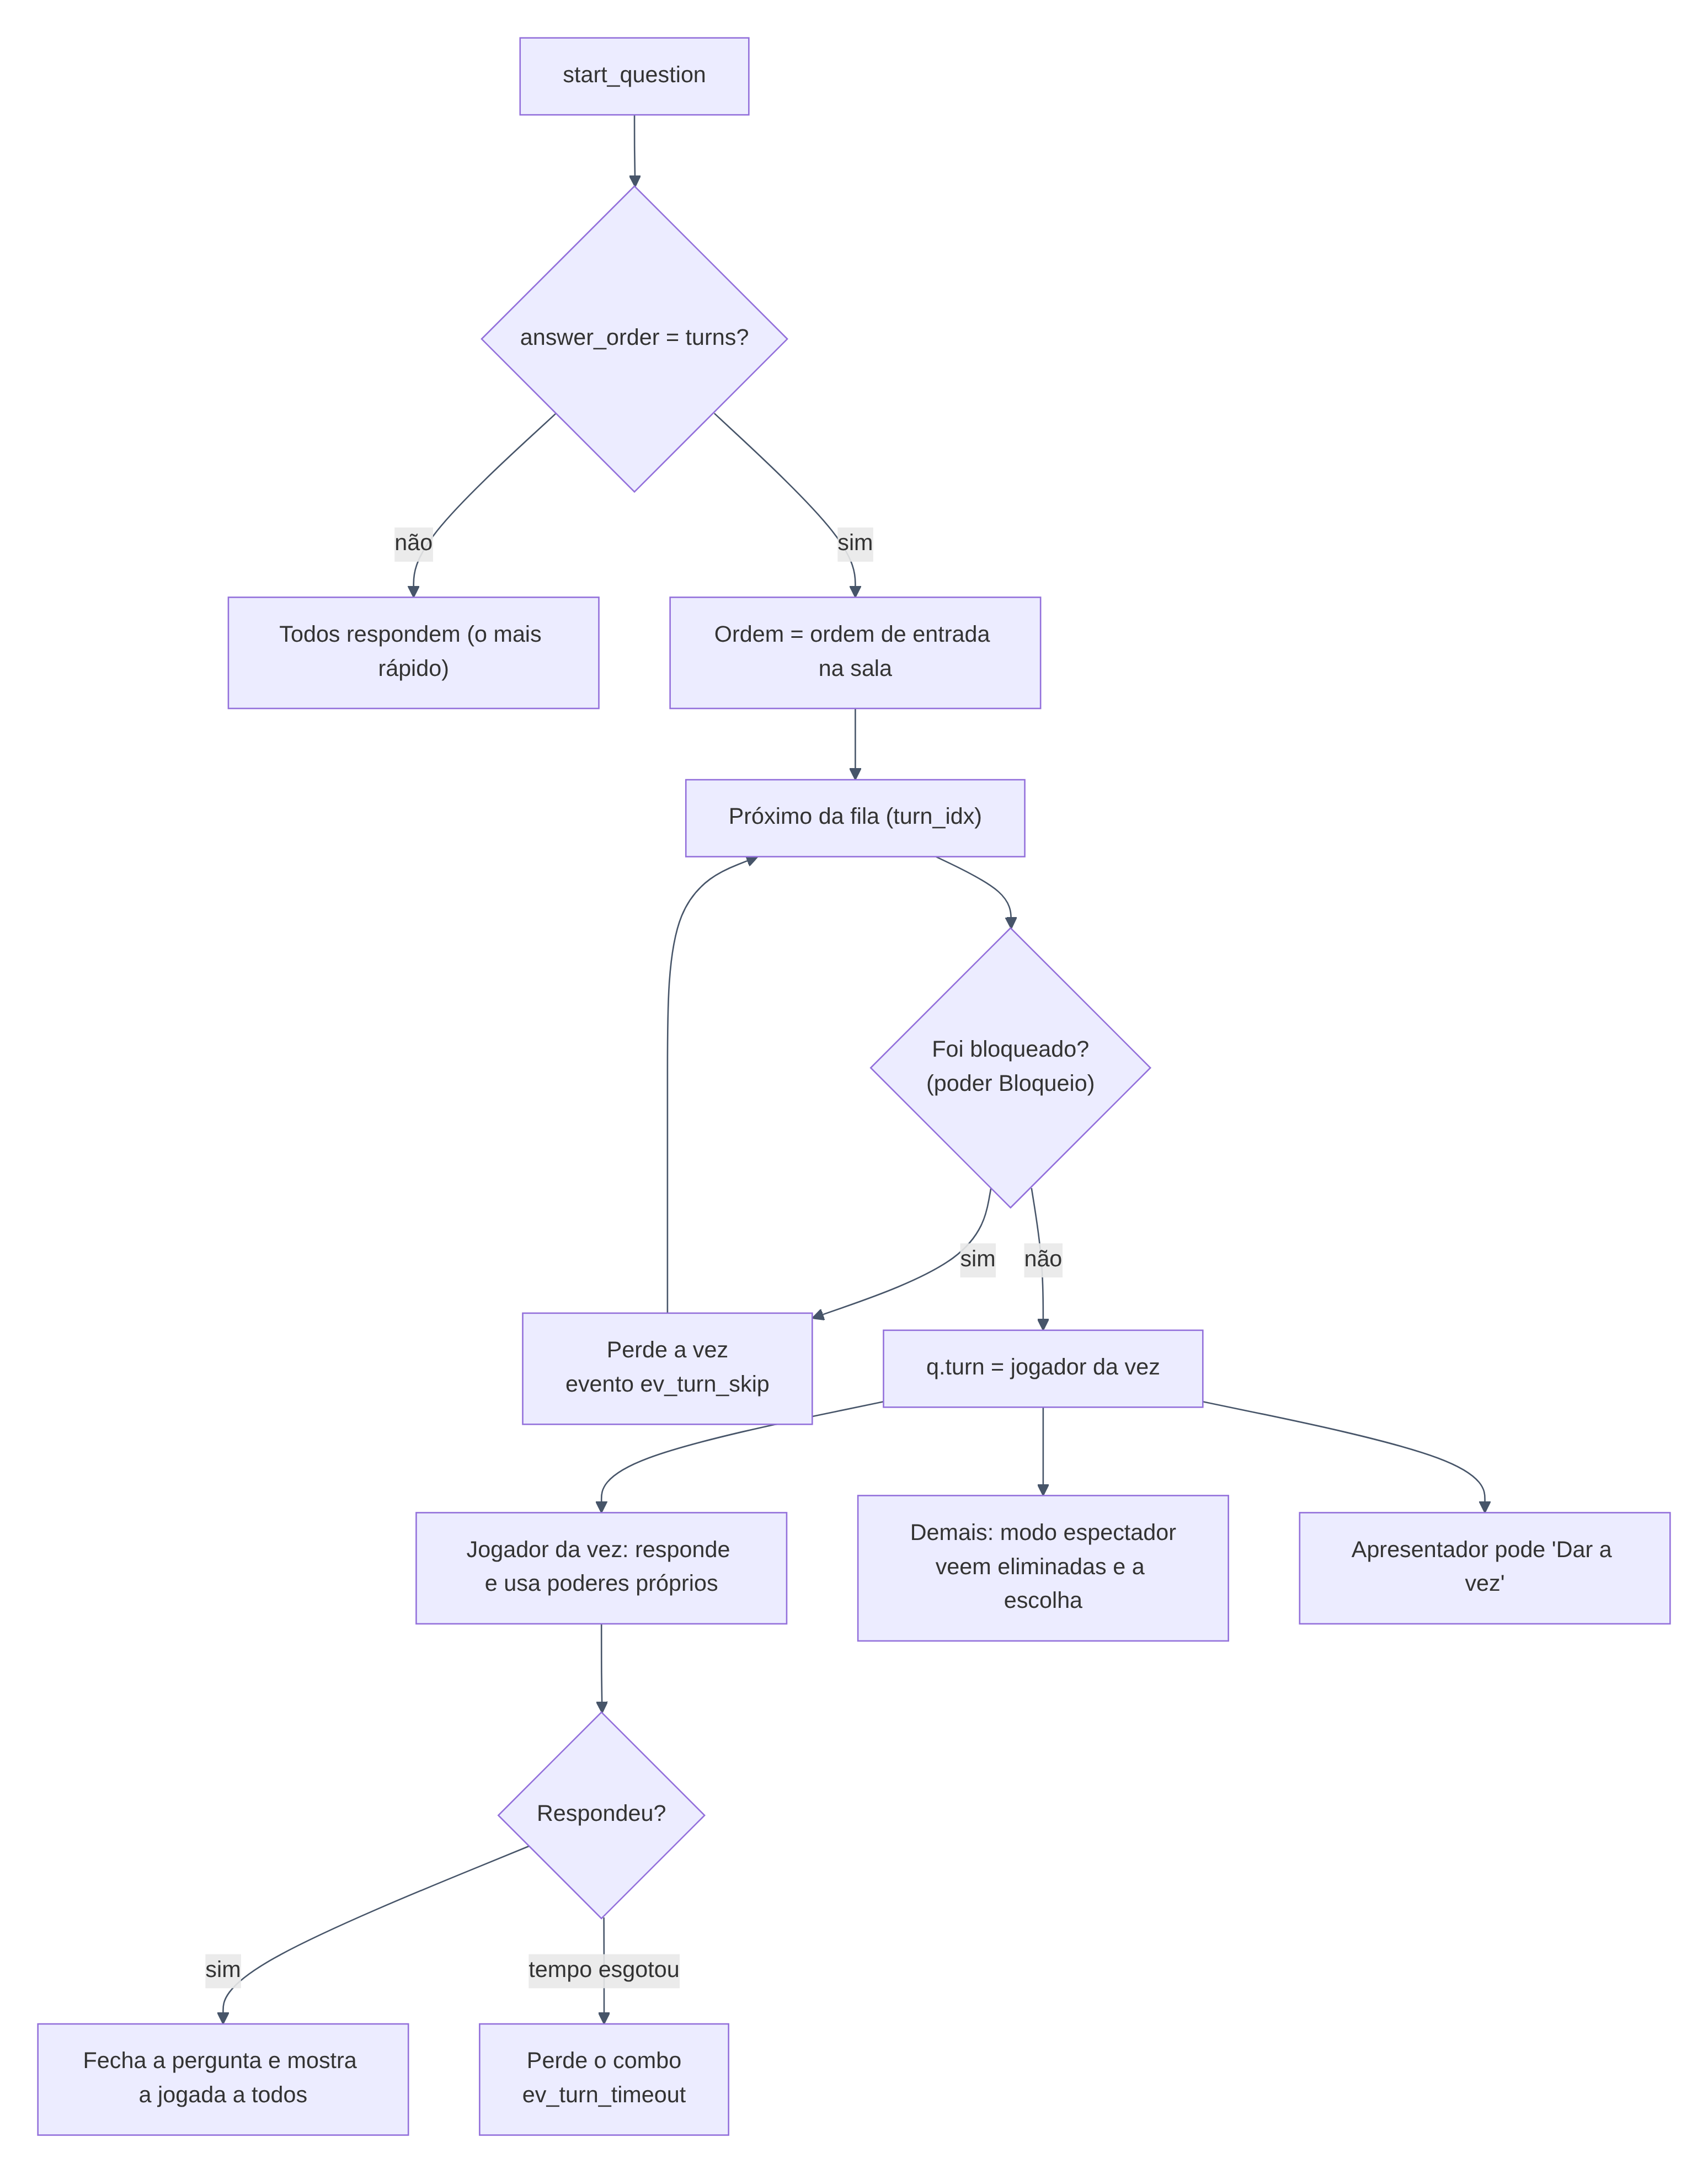 start_question
answer_order = turns?
não
sim
Todos respondem (o mais
rápido)
Ordem = ordem de entrada
na sala
Próximo da fila (turn_idx)
Foi bloqueado?
(poder Bloqueio)
sim
não
Perde a vez
evento ev_turn_skip
q.turn = jogador da vez
Jogador da vez: responde
e usa poderes próprios
Demais: modo espectador
veem eliminadas e a
escolha
Apresentador pode 'Dar a
vez'
Respondeu?
sim
tempo esgotou
Fecha a pergunta e mostra
a jogada a todos
Perde o combo
ev_turn_timeout